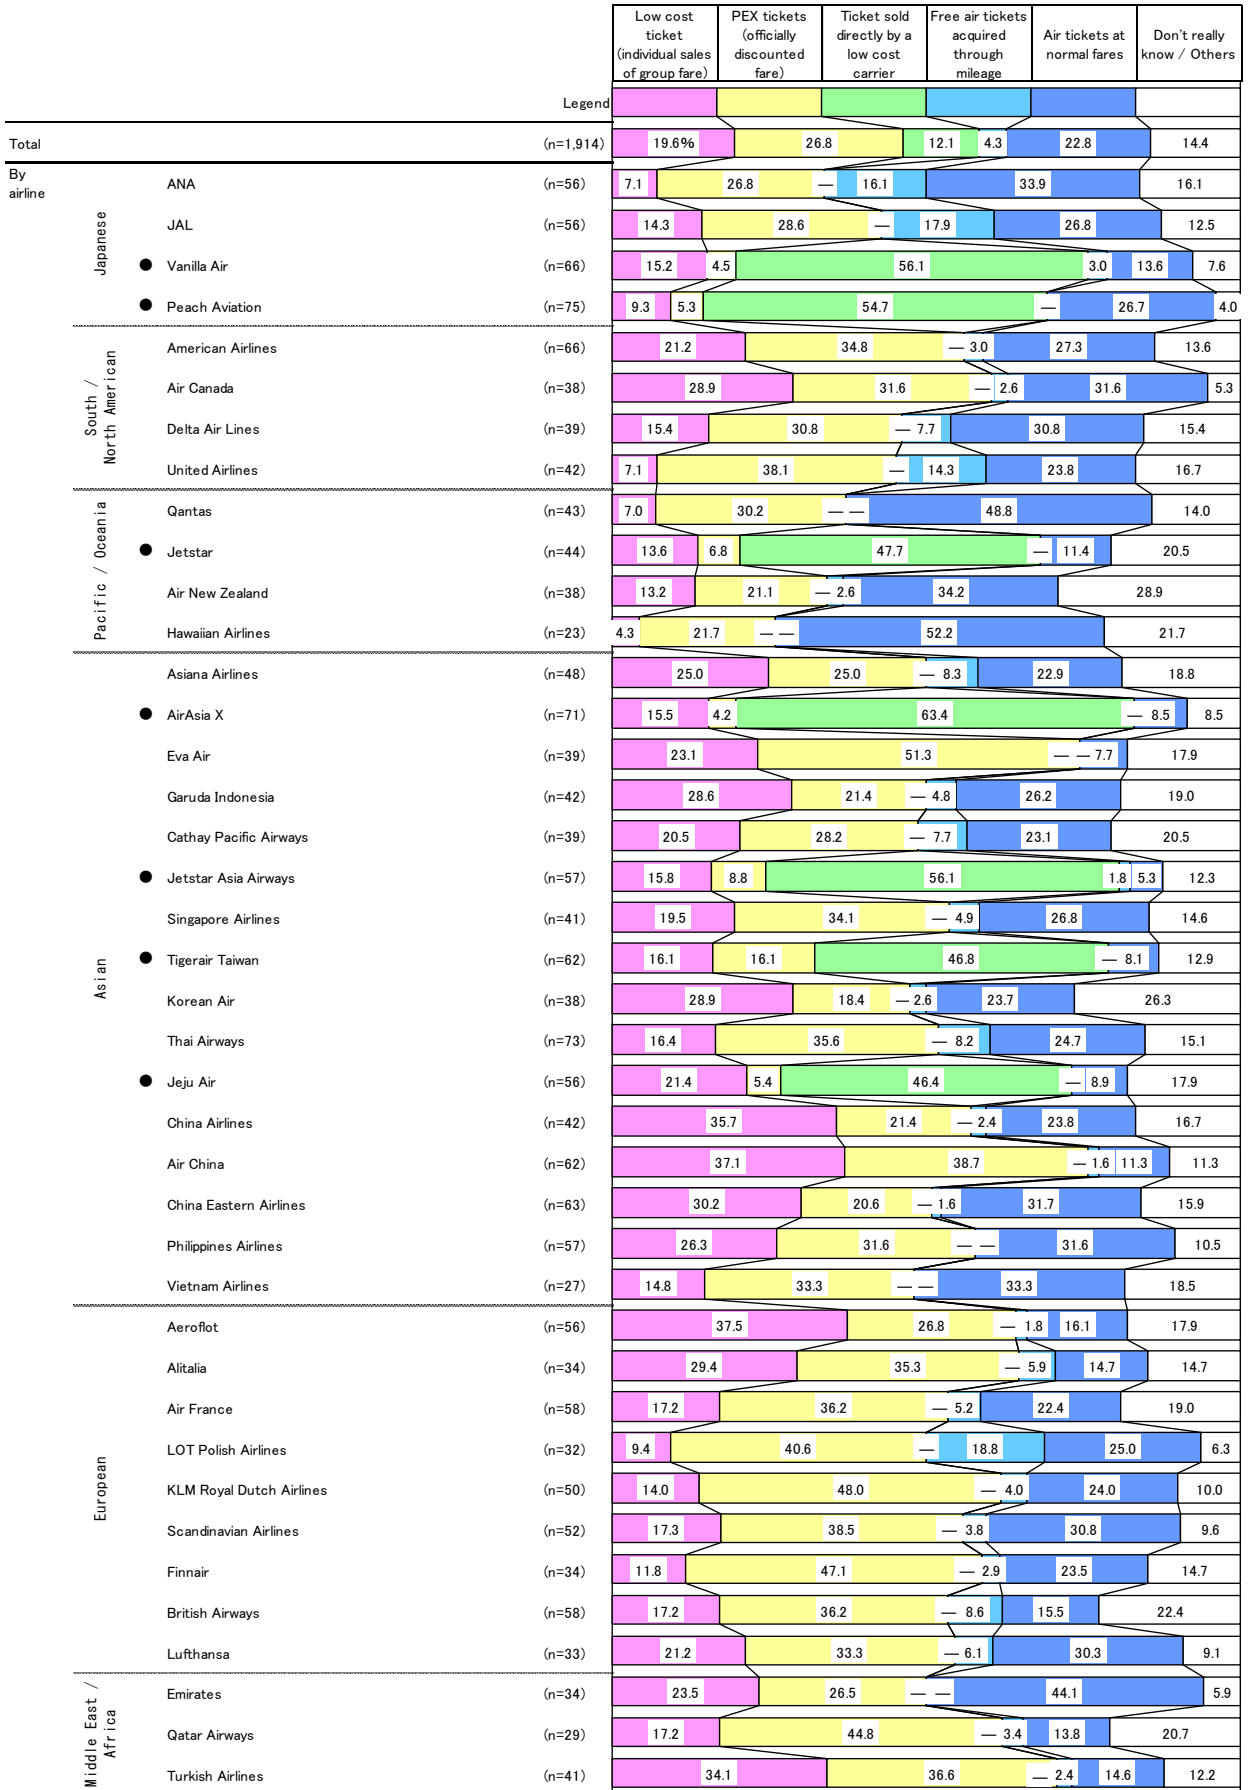 Low cost ticket (individual sales of group fare) PEX tickets (officially discounted fare) Ticket sold directly by a low cost carrier Free air tickets acquired through mileage Air tickets at normal fares Don't really know / Others
Legend
Total (n=1,914) 19.6% 26.8 12.1 4.3 22.8 14.4
By airline
Japanese
ANA (n=56) 7.1 26.8 — 16.1 33.9 16.1
JAL (n=56) 14.3 28.6 — 17.9 26.8 12.5
● Vanilla Air (n=66) 15.2 4.5 56.1 3.0 13.6 7.6
● Peach Aviation (n=75) 9.3 5.3 54.7 — 26.7 4.0
South / North American
American Airlines (n=66) 21.2 34.8 — 3.0 27.3 13.6
Air Canada (n=38) 28.9 31.6 — 2.6 31.6 5.3
Delta Air Lines (n=39) 15.4 30.8 — 7.7 30.8 15.4
United Airlines (n=42) 7.1 38.1 — 14.3 23.8 16.7
Pacific / Oceania
Qantas (n=43) 7.0 30.2 — — 48.8 14.0
● Jetstar (n=44) 13.6 6.8 47.7 — 11.4 20.5
Air New Zealand (n=38) 13.2 21.1 — 2.6 34.2 28.9
Hawaiian Airlines (n=23) 4.3 21.7 — — 52.2 21.7
Asian
Asiana Airlines (n=48) 25.0 25.0 — 8.3 22.9 18.8
● AirAsia X (n=71) 15.5 4.2 63.4 — 8.5 8.5
Eva Air (n=39) 23.1 51.3 — — 7.7 17.9
Garuda Indonesia (n=42) 28.6 21.4 — 4.8 26.2 19.0
Cathay Pacific Airways (n=39) 20.5 28.2 — 7.7 23.1 20.5
● Jetstar Asia Airways (n=57) 15.8 8.8 56.1 1.8 5.3 12.3
Singapore Airlines (n=41) 19.5 34.1 — 4.9 26.8 14.6
● Tigerair Taiwan (n=62) 16.1 16.1 46.8 — 8.1 12.9
Korean Air (n=38) 28.9 18.4 — 2.6 23.7 26.3
Thai Airways (n=73) 16.4 35.6 — 8.2 24.7 15.1
● Jeju Air (n=56) 21.4 5.4 46.4 — 8.9 17.9
China Airlines (n=42) 35.7 21.4 — 2.4 23.8 16.7
Air China (n=62) 37.1 38.7 — 1.6 11.3 11.3
China Eastern Airlines (n=63) 30.2 20.6 — 1.6 31.7 15.9
Philippines Airlines (n=57) 26.3 31.6 — — 31.6 10.5
Vietnam Airlines (n=27) 14.8 33.3 — — 33.3 18.5
European
Aeroflot (n=56) 37.5 26.8 — 1.8 16.1 17.9
Alitalia (n=34) 29.4 35.3 — 5.9 14.7 14.7
Air France (n=58) 17.2 36.2 — 5.2 22.4 19.0
LOT Polish Airlines (n=32) 9.4 40.6 — 18.8 25.0 6.3
KLM Royal Dutch Airlines (n=50) 14.0 48.0 — 4.0 24.0 10.0
Scandinavian Airlines (n=52) 17.3 38.5 — 3.8 30.8 9.6
Finnair (n=34) 11.8 47.1 — 2.9 23.5 14.7
British Airways (n=58) 17.2 36.2 — 8.6 15.5 22.4
Lufthansa (n=33) 21.2 33.3 — 6.1 30.3 9.1
Middle East / Africa
Emirates (n=34) 23.5 26.5 — — 44.1 5.9
Qatar Airways (n=29) 17.2 44.8 — 3.4 13.8 20.7
Turkish Airlines (n=41) 34.1 36.6 — 2.4 14.6 12.2